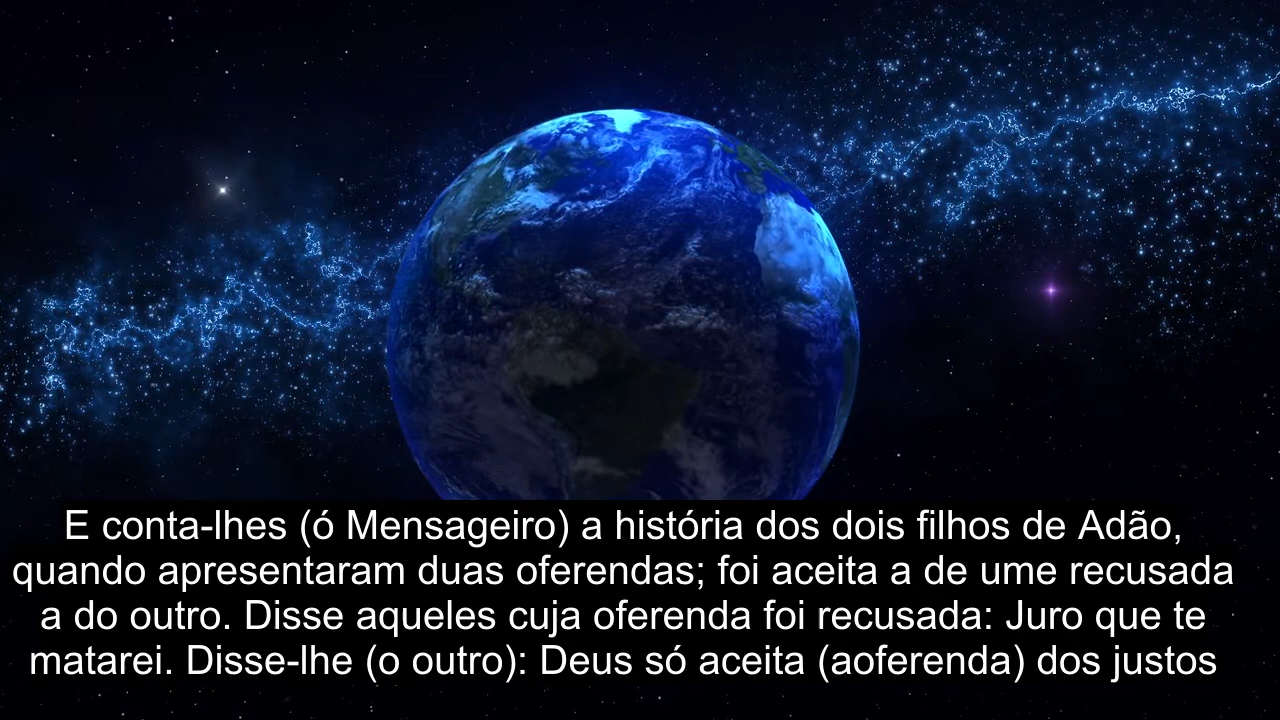 E conta-lhes (ó Mensageiro) a história dos dois filhos de Adão,
quando apresentaram duas oferendas; foi aceita a de ume recusada
a do outro. Disse aqueles cuja oferenda foi recusada: Juro que te
matarei. Disse-lhe (o outro): Deus só aceita (aoferenda) dos justos